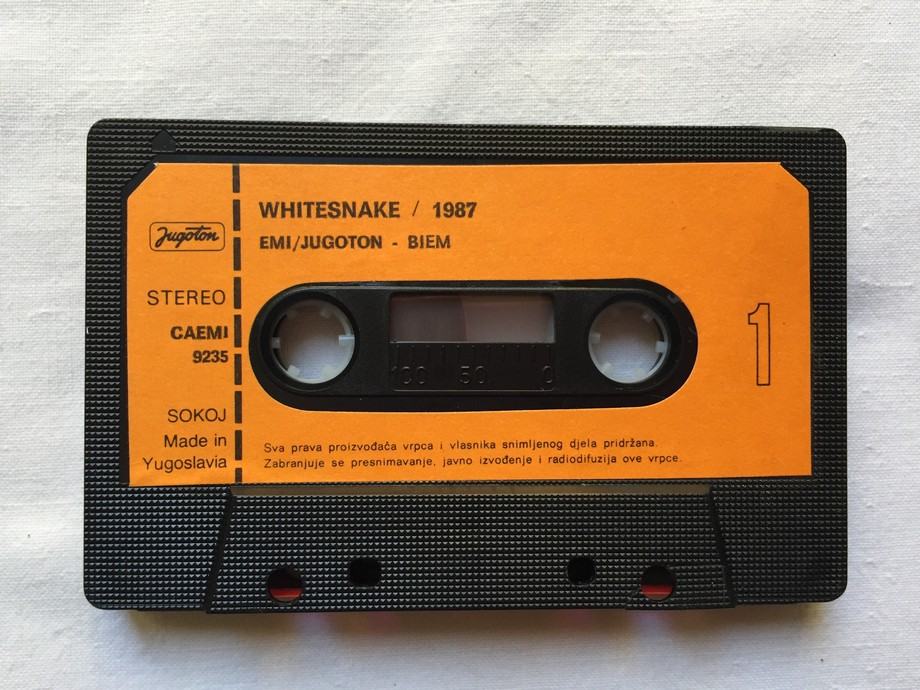 WHITESNAKE / 1987
EMI/JUGOTON - BIEM
Jugoton
STEREO
CAEMI
9235
SOKOJ
Made in
Yugoslavia
100 50 0
1
Sva prava proizvođača vrpca i vlasnika snimljenog djela pridržana.
Zabranjuje se presnimavanje, javno izvođenje i radiodifuzija ove vrpce.